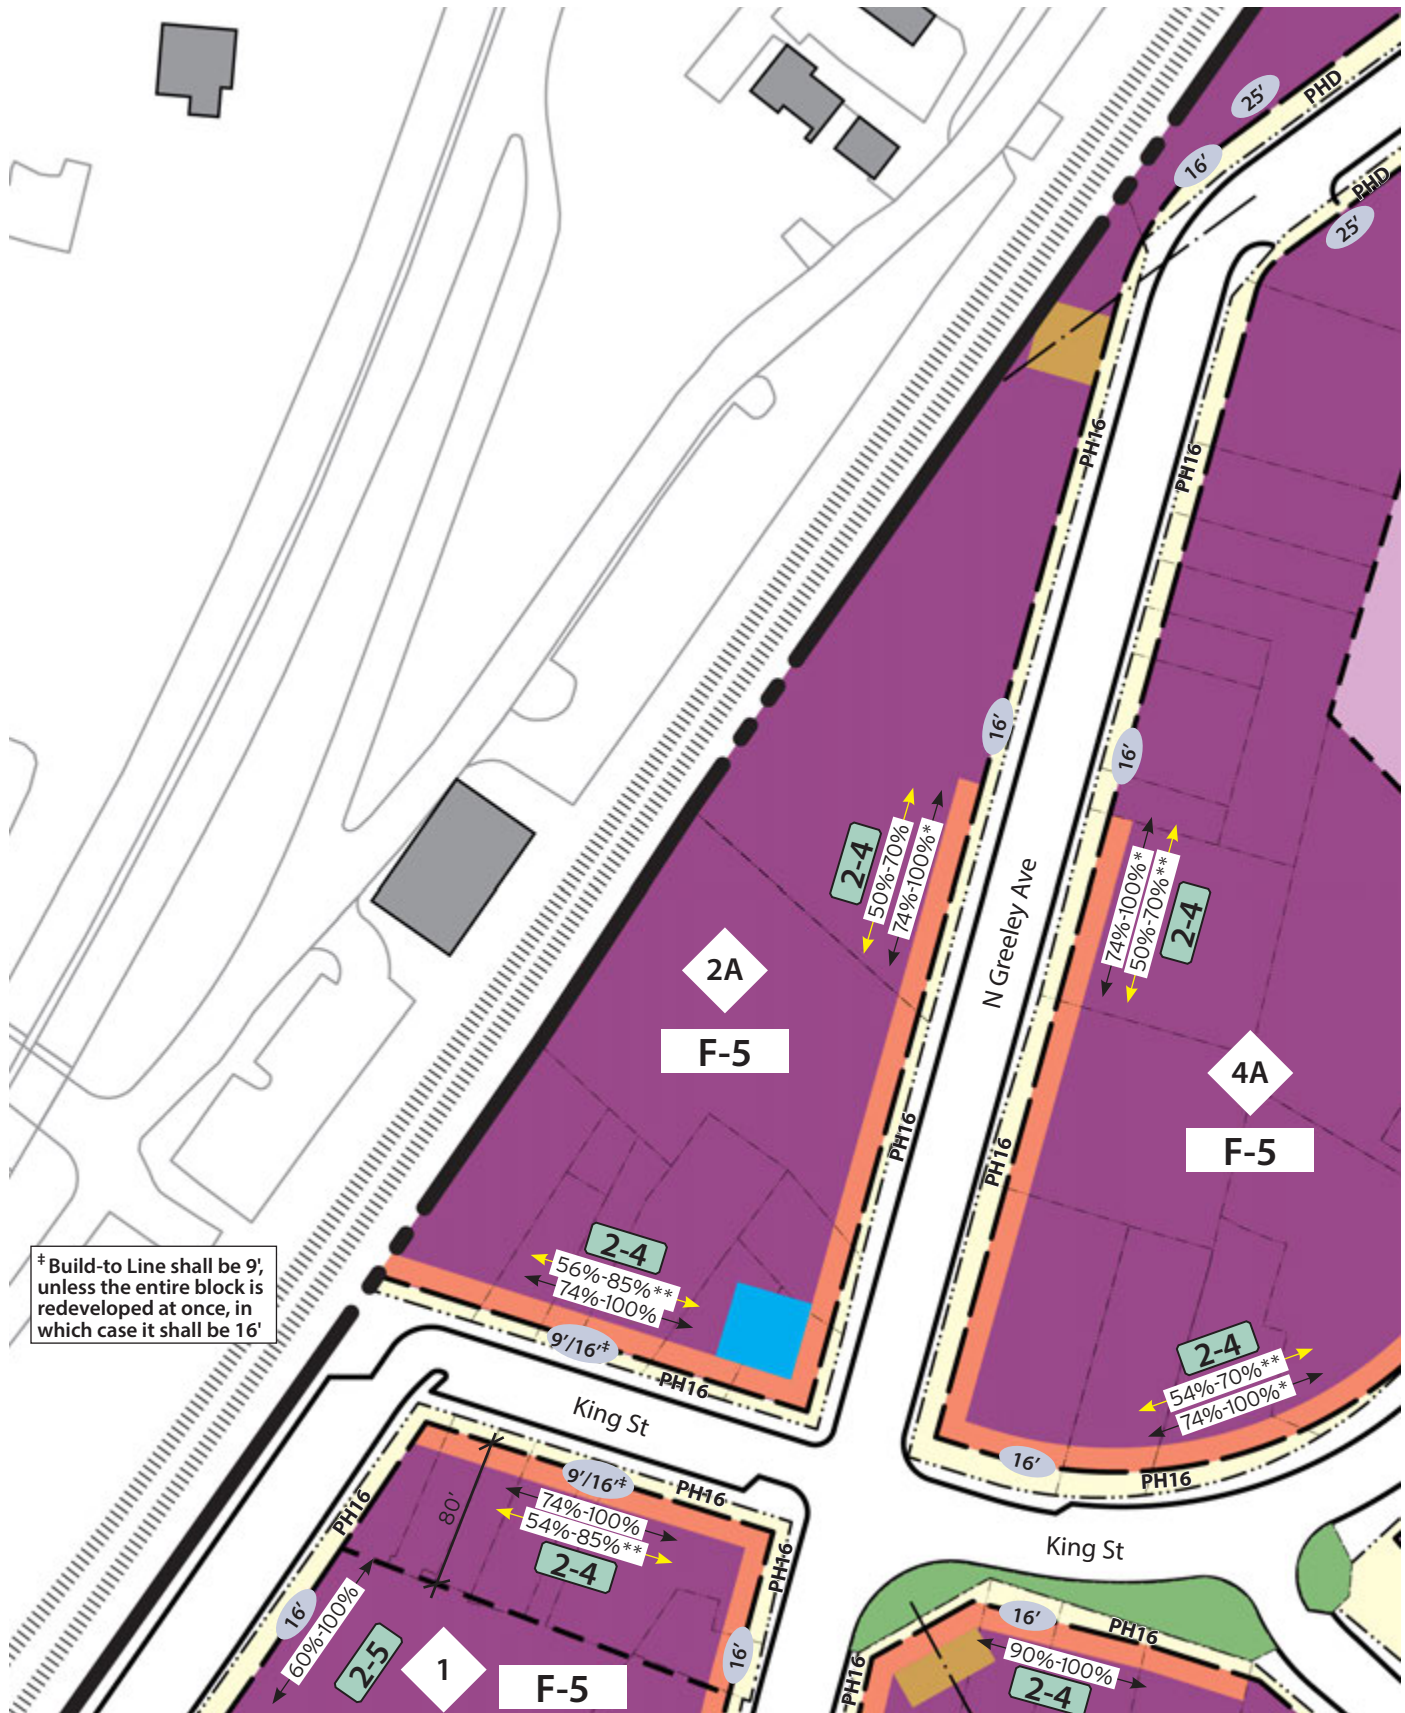 25'
PHD
16'
PHD
25'
PH16
PH16
16'
16'
2-4
50%-70%
74%-100%*
74%-100%*
50%-70%**
2-4
N Greeley Ave
2A
F-5
4A
F-5
PH16
PH16
2-4
56%-85%**
74%-100%
‡ Build-to Line shall be 9',
unless the entire block is
redeveloped at once, in
which case it shall be 16'
9'/16'‡
PH16
2-4
54%-70%**
74%-100%*
King St
16'
PH16
9'/16'‡
PH16
80'
74%-100%
54%-85%**
2-4
PH16
King St
PH16
16'
60%-100%
2-5
1
F-5
16'
16'
PH16
90%-100%
2-4
PH16